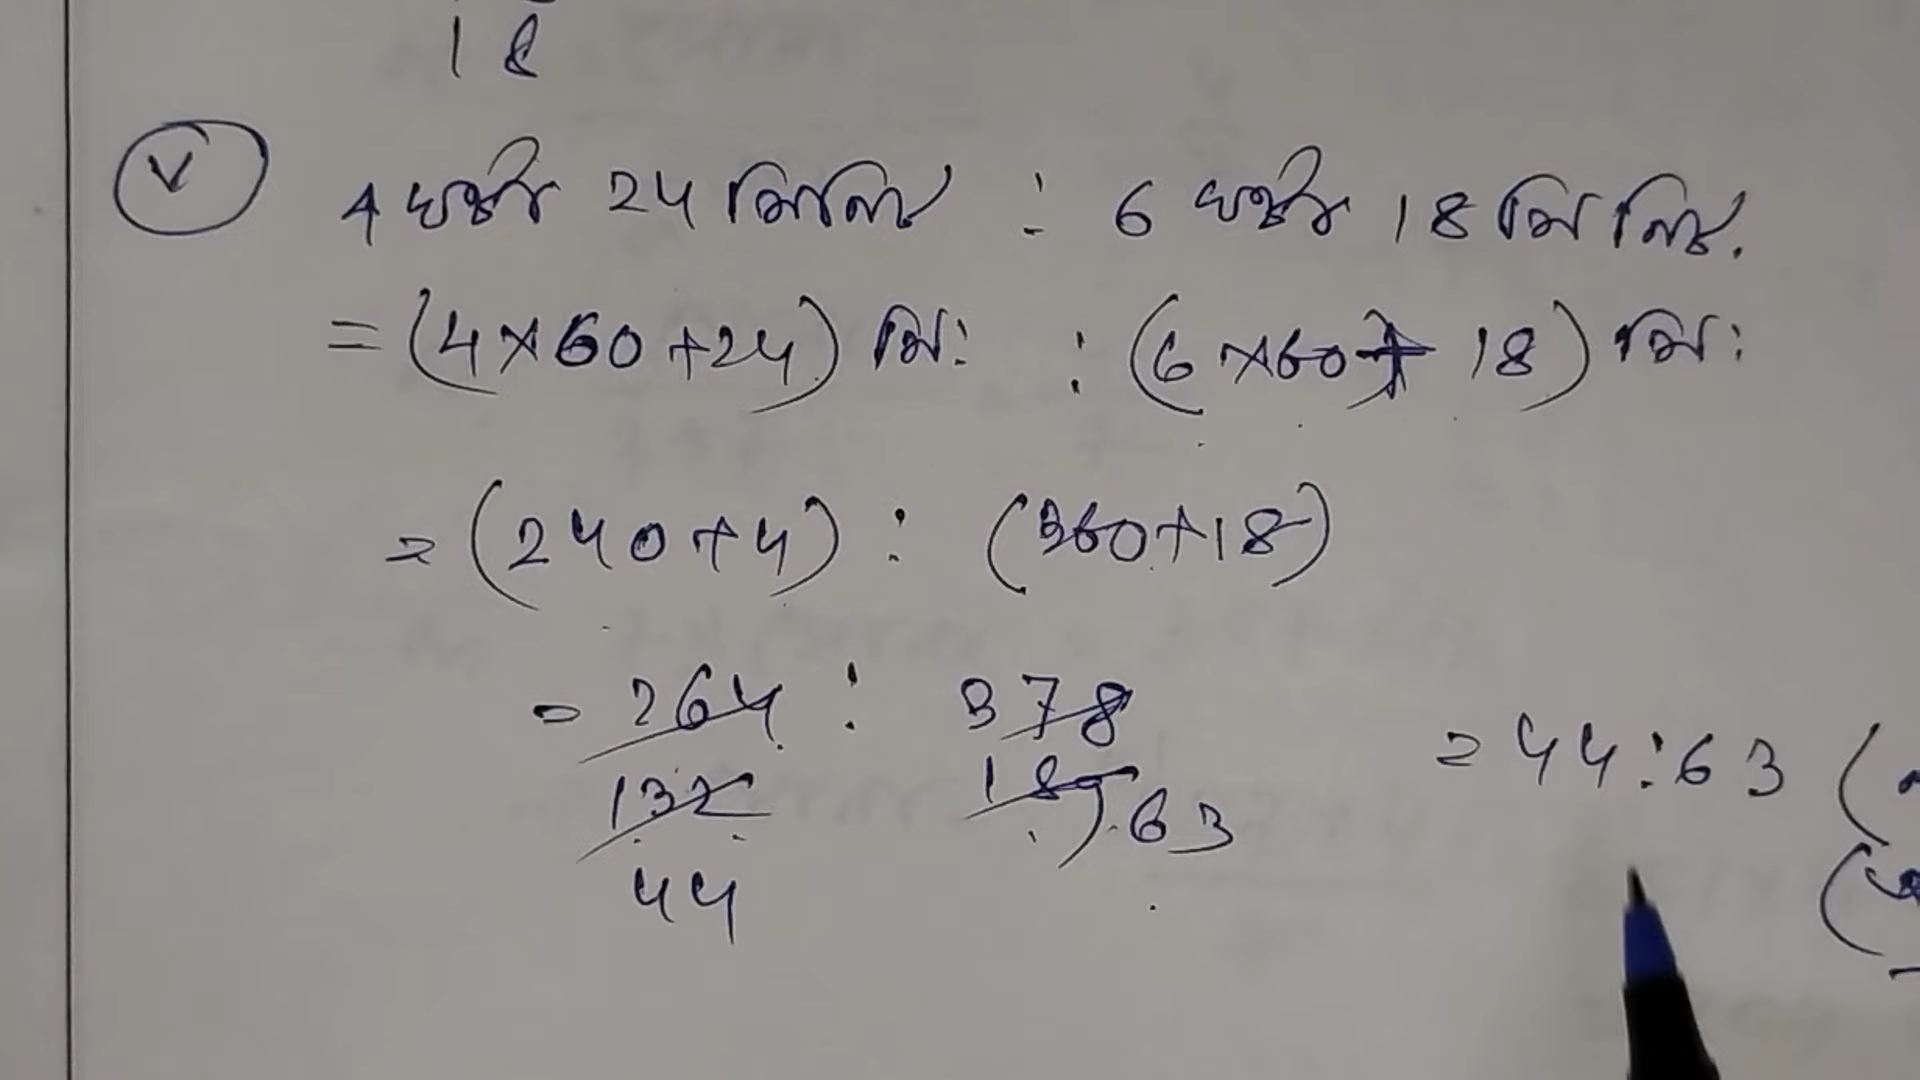 18
V
4 ঘন্টা 24 মিনিট : 6 ঘন্টা 18 মিনিট.
= (4×60+24) মি: : (6×60+ 18) মি:
= (240+4) : (360+18)
= 264 : 378
132 189 63
44
= 44:63 (
(